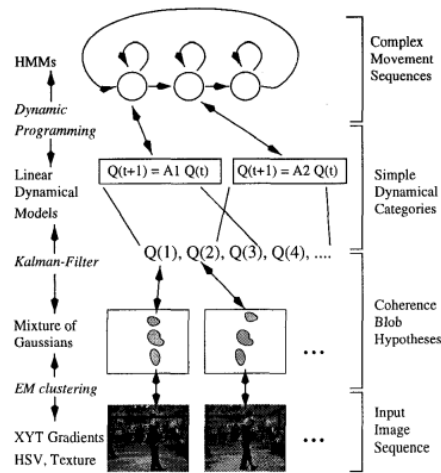 HMMs
Complex
Movement
Sequences
Dynamic
Programming
Linear
Dynamical
Models
Q(t+1) = A1 Q(t)
Q(t+1) = A2 Q(t)
Simple
Dynamical
Categories
Kalman-Filter
Q(1), Q(2), Q(3), Q(4), ....
Mixture of
Gaussians
...
Coherence
Blob
Hypotheses
EM clustering
XYT Gradients
HSV, Texture
...
Input
Image
Sequence